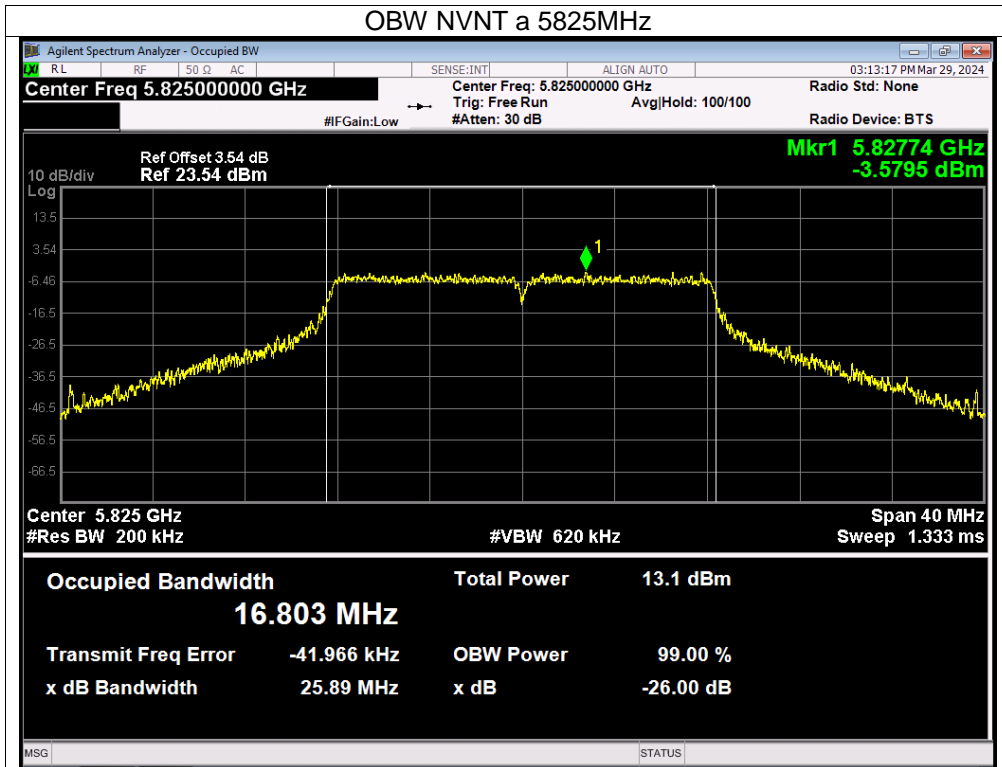 OBW NVNT a 5825MHz
Agilent Spectrum Analyzer - Occupied BW
LXI RL RF 50 Ω AC SENSE:INT ALIGN AUTO 03:13:17 PM Mar 29, 2024
Center Freq 5.825000000 GHz Center Freq: 5.825000000 GHz Radio Std: None
Trig: Free Run Avg|Hold: 100/100
#IFGain:Low #Atten: 30 dB Radio Device: BTS
Mkr1 5.82774 GHz
-3.5795 dBm
Ref Offset 3.54 dB
10 dB/div Ref 23.54 dBm
Log
13.5
3.54
1
-6.46
-16.5
-26.5
-36.5
-46.5
-56.5
-66.5
Center 5.825 GHz Span 40 MHz
#Res BW 200 kHz #VBW 620 kHz Sweep 1.333 ms
Occupied Bandwidth Total Power 13.1 dBm
16.803 MHz
Transmit Freq Error -41.966 kHz OBW Power 99.00 %
x dB Bandwidth 25.89 MHz x dB -26.00 dB
MSG STATUS